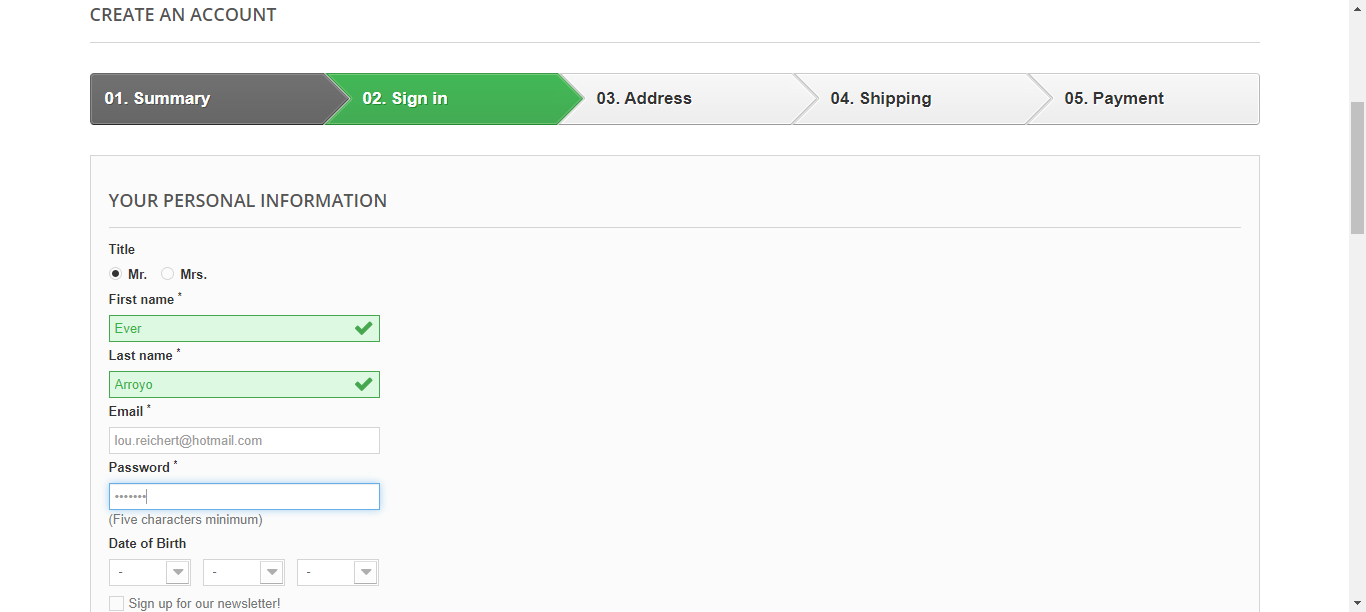 CREATE AN ACCOUNT
01. Summary 02. Sign in 03. Address 04. Shipping 05. Payment
YOUR PERSONAL INFORMATION
Title
Mr. Mrs.
First name *
Ever
Last name *
Arroyo
Email *
lou.reichert@hotmail.com
Password *
•••••••
(Five characters minimum)
Date of Birth
- - -
Sign up for our newsletter!